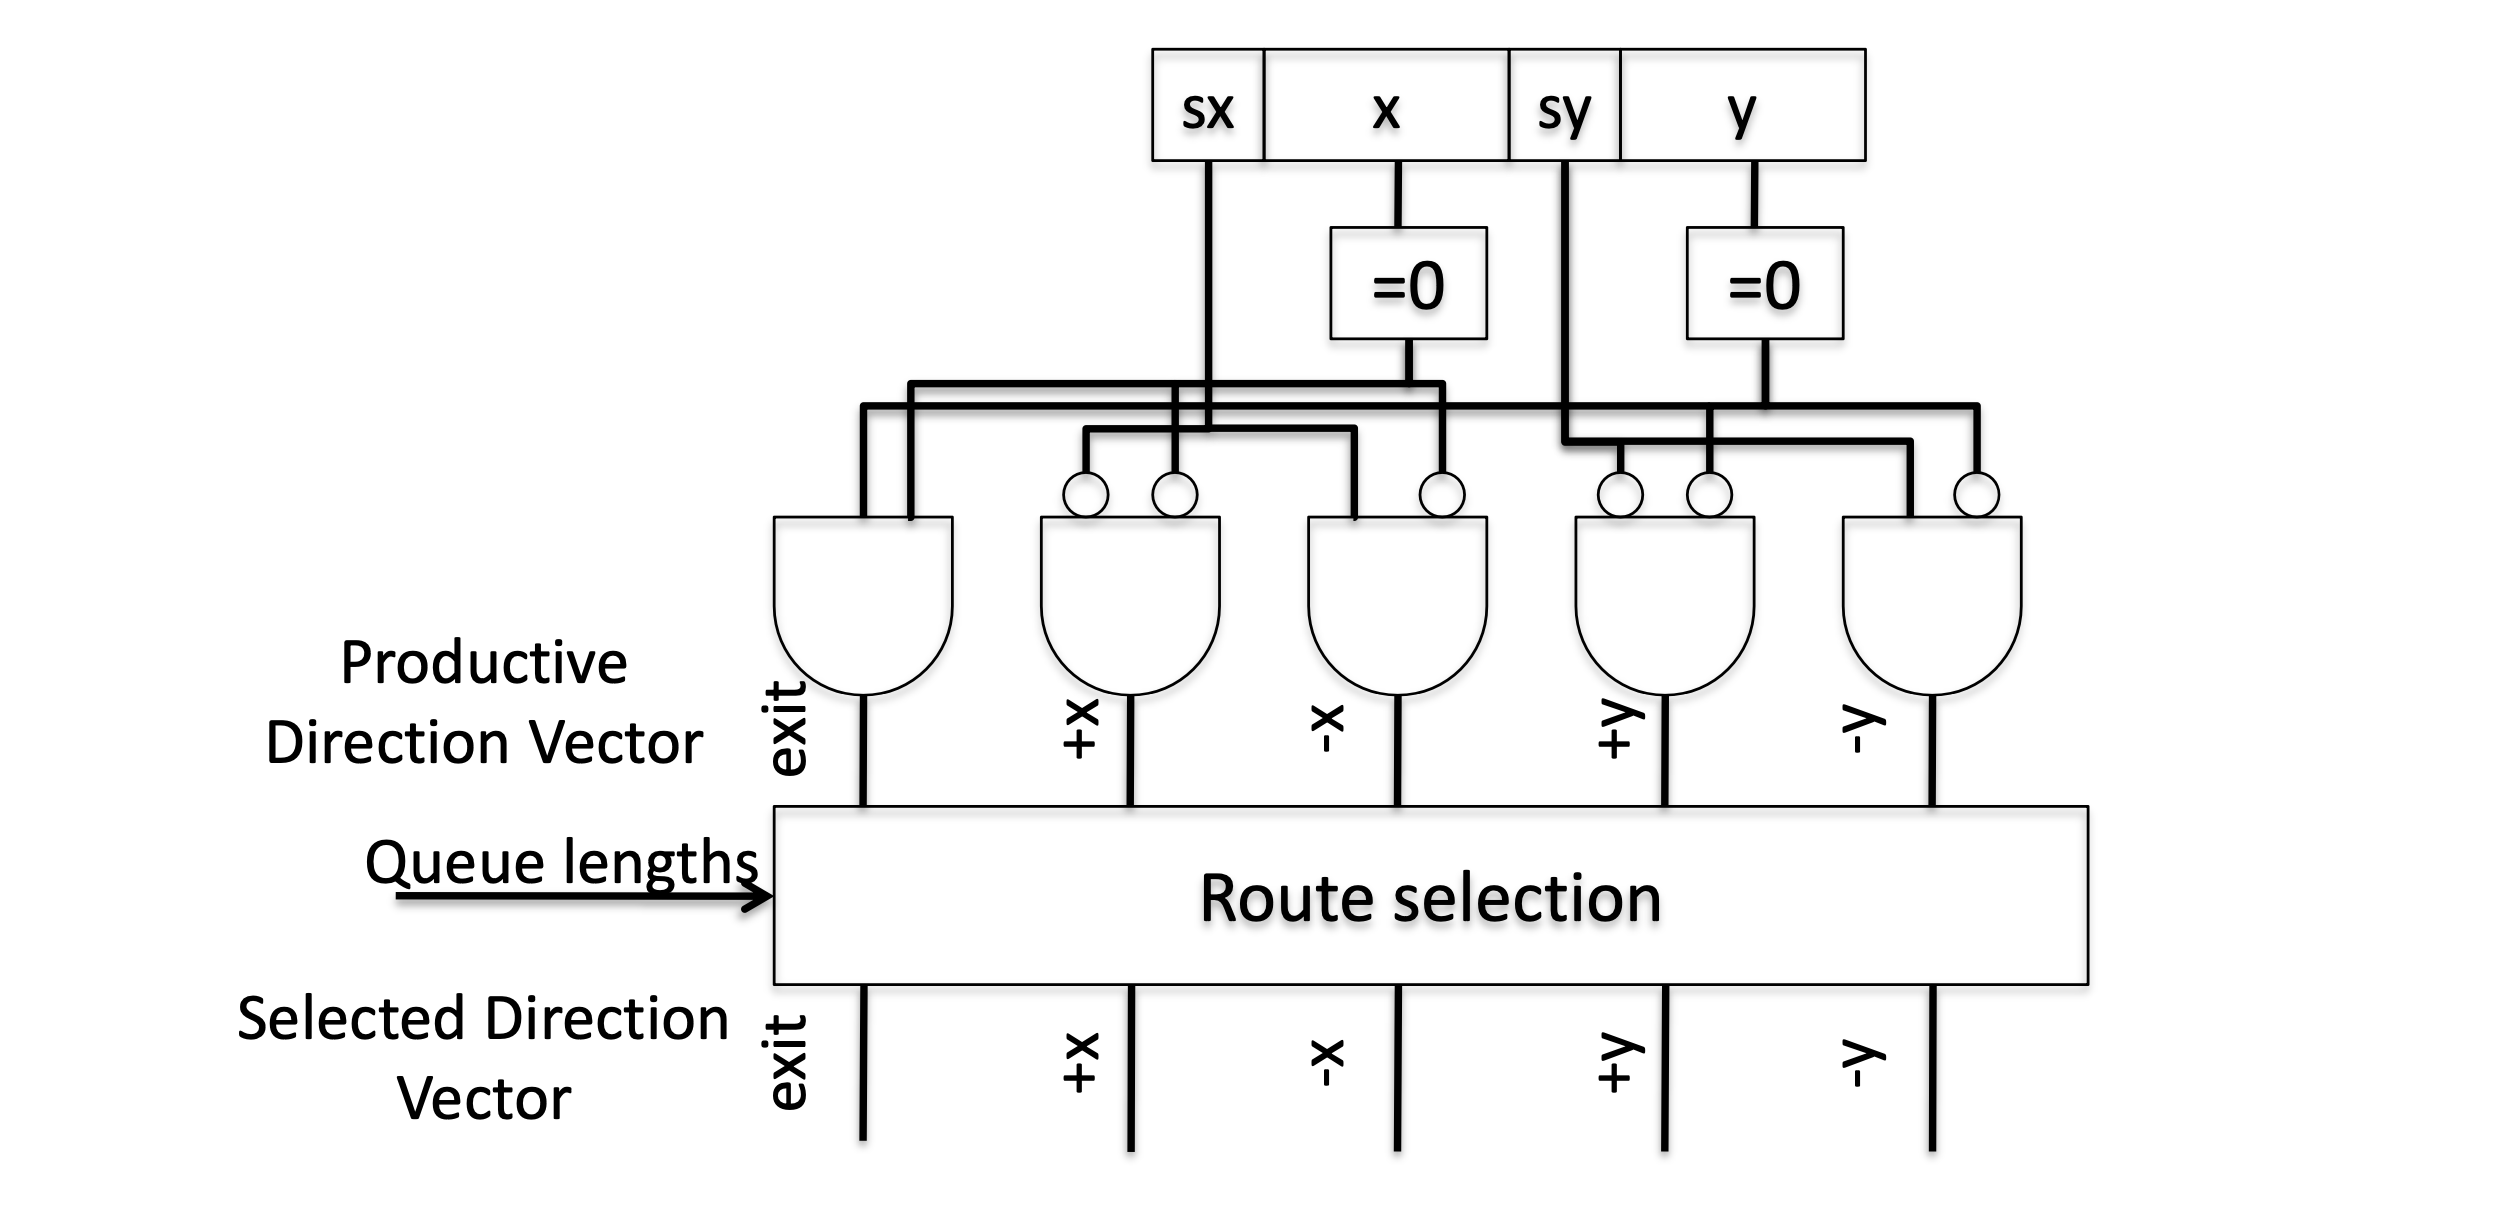 sx x sy y
=0 =0
Productive
Direction Vector
exit +x -x +y -y
Queue lengths
Route selection
Selected Direction
Vector
exit +x -x +y -y